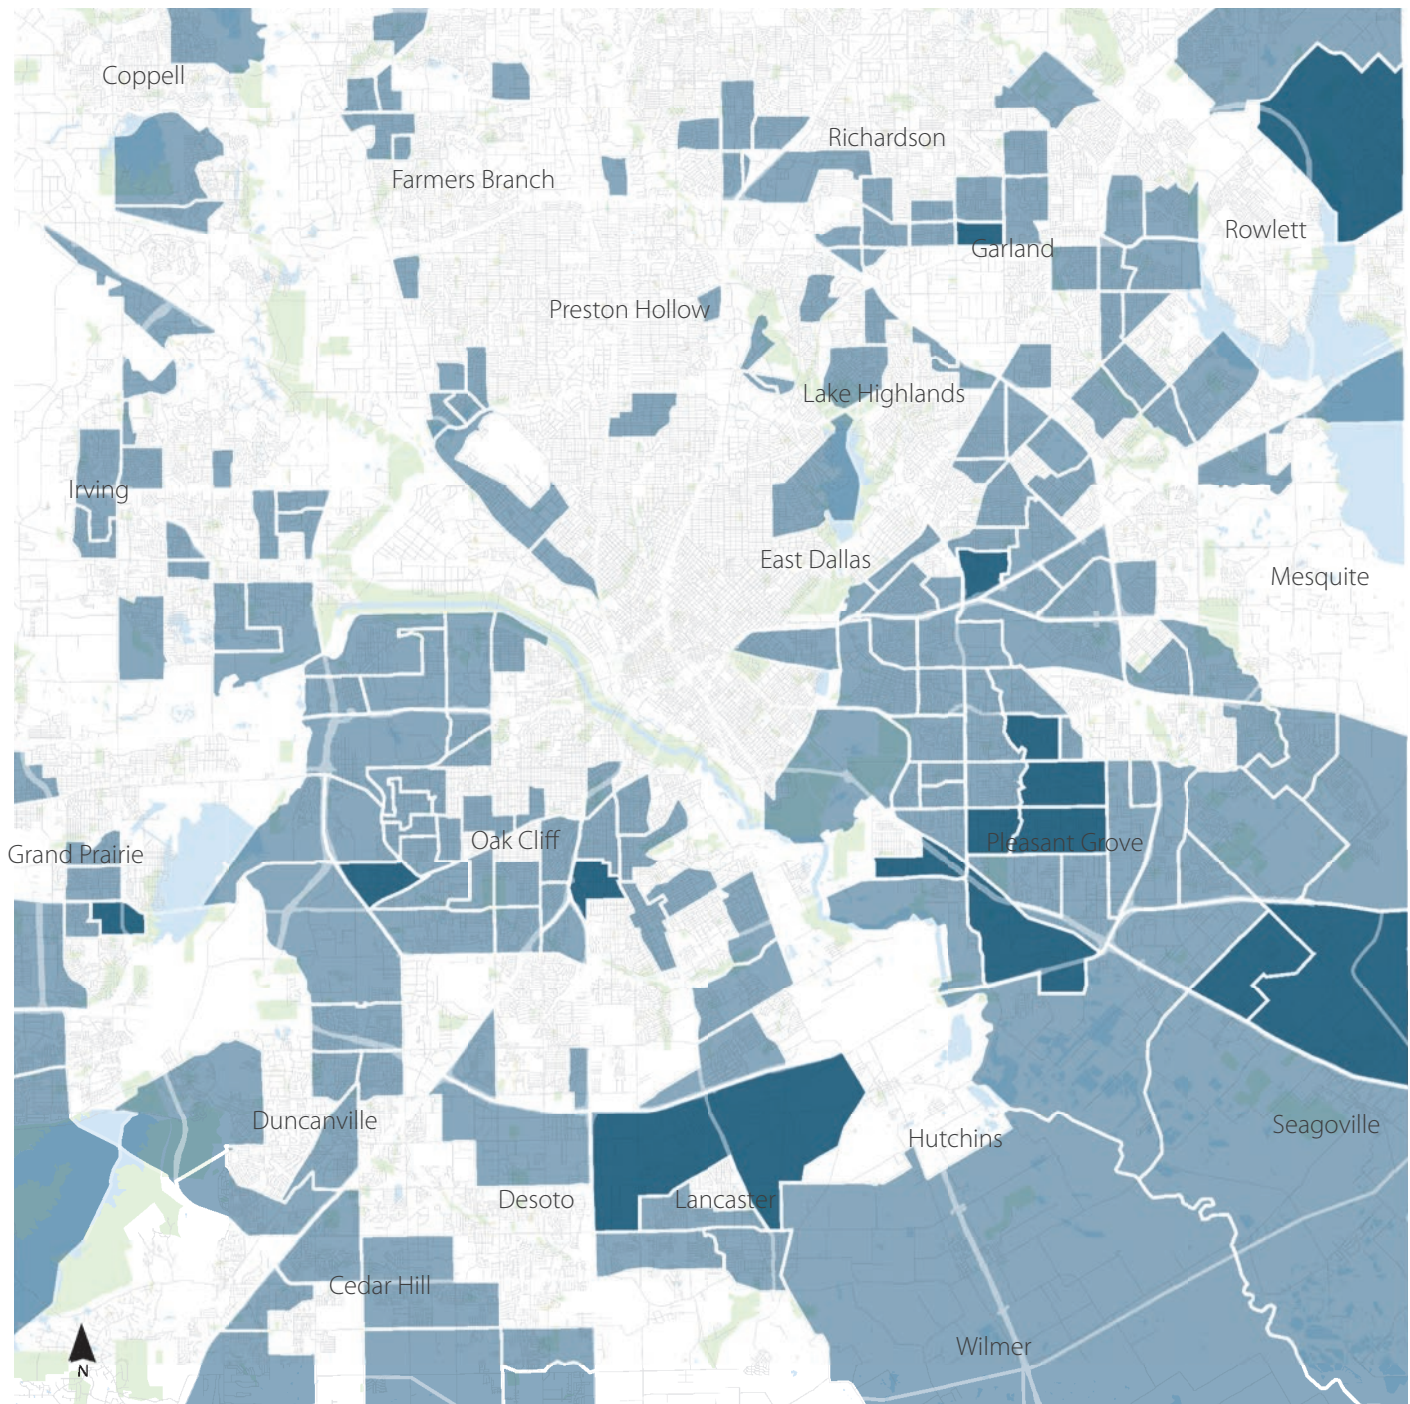 Coppell
Richardson
Farmers Branch
Rowlett
Garland
Preston Hollow
Lake Highlands
Irving
East Dallas
Mesquite
Oak Cliff
Pleasant Grove
Grand Prairie
Duncanville
Seagoville
Hutchins
Desoto
Lancaster
Cedar Hill
Wilmer
N